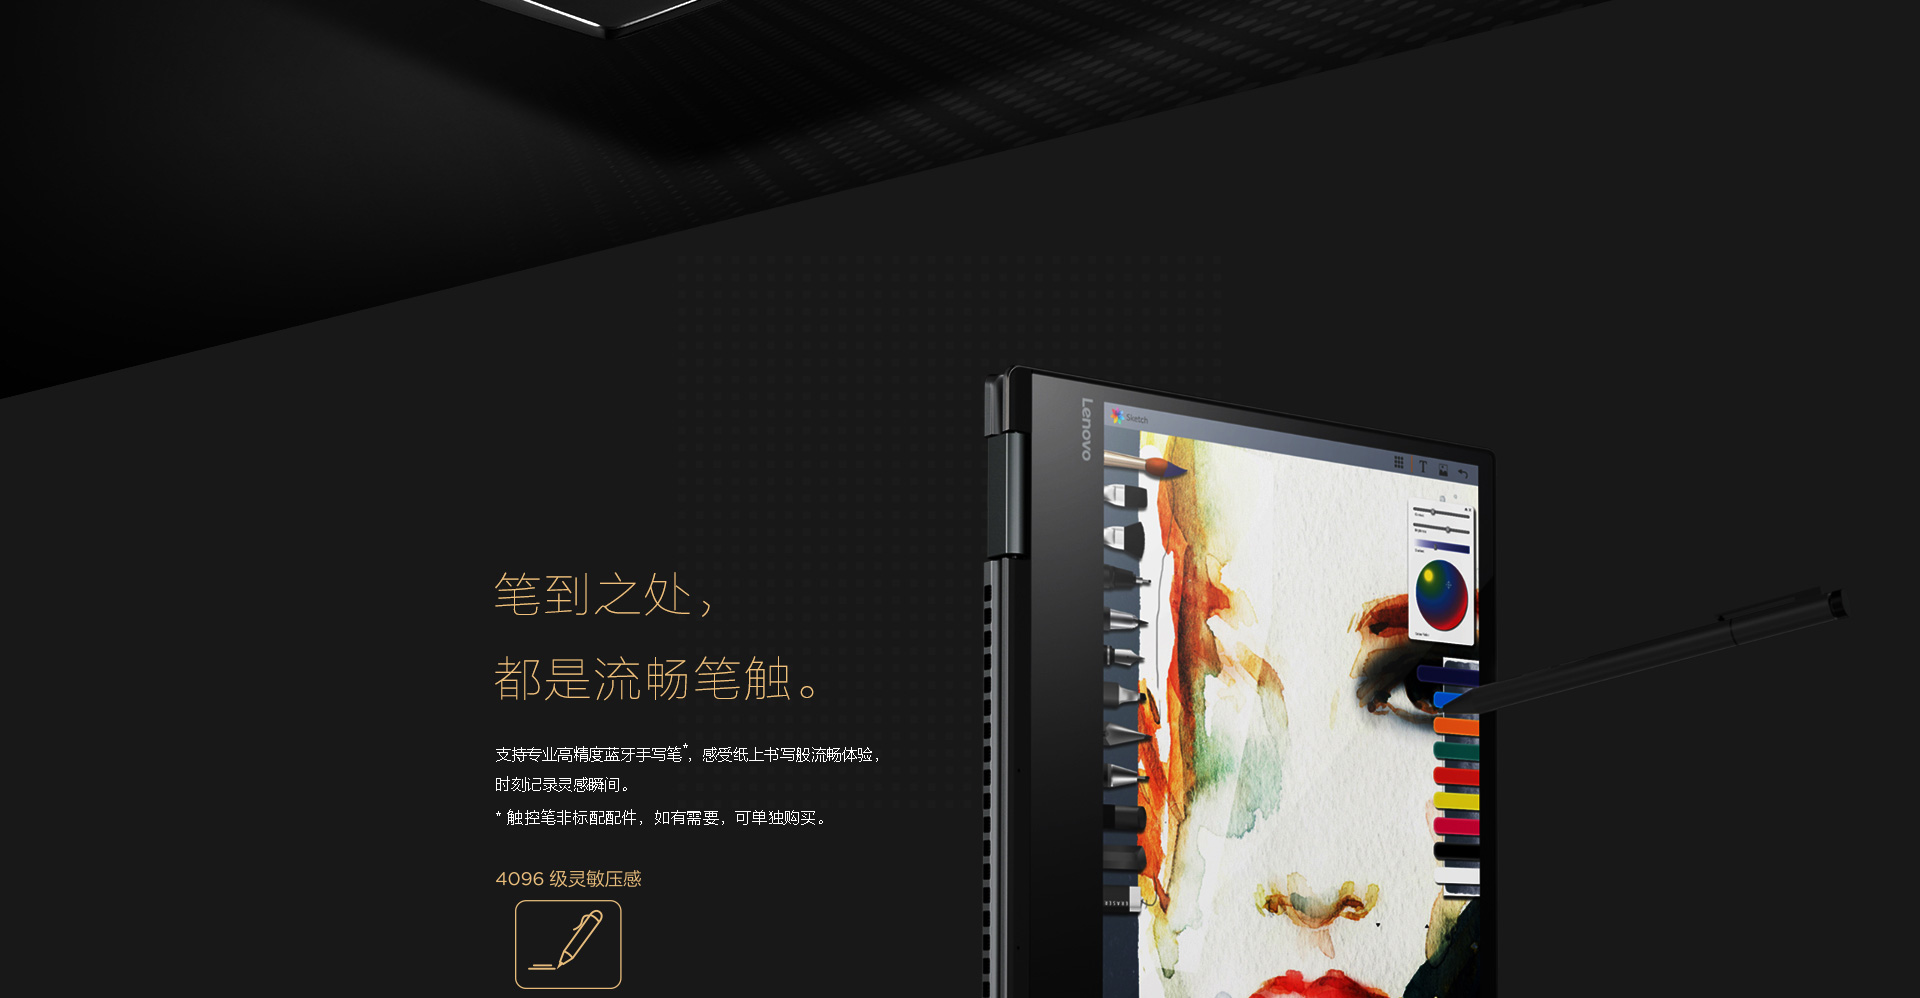 Lenovo
Sketch
T
笔到之处，
都是流畅笔触。
支持专业高精度蓝牙手写笔*，感受纸上书写般流畅体验，
时刻记录灵感瞬间。
* 触控笔非标配配件，如有需要，可单独购买。
4096 级灵敏压感
ERASER